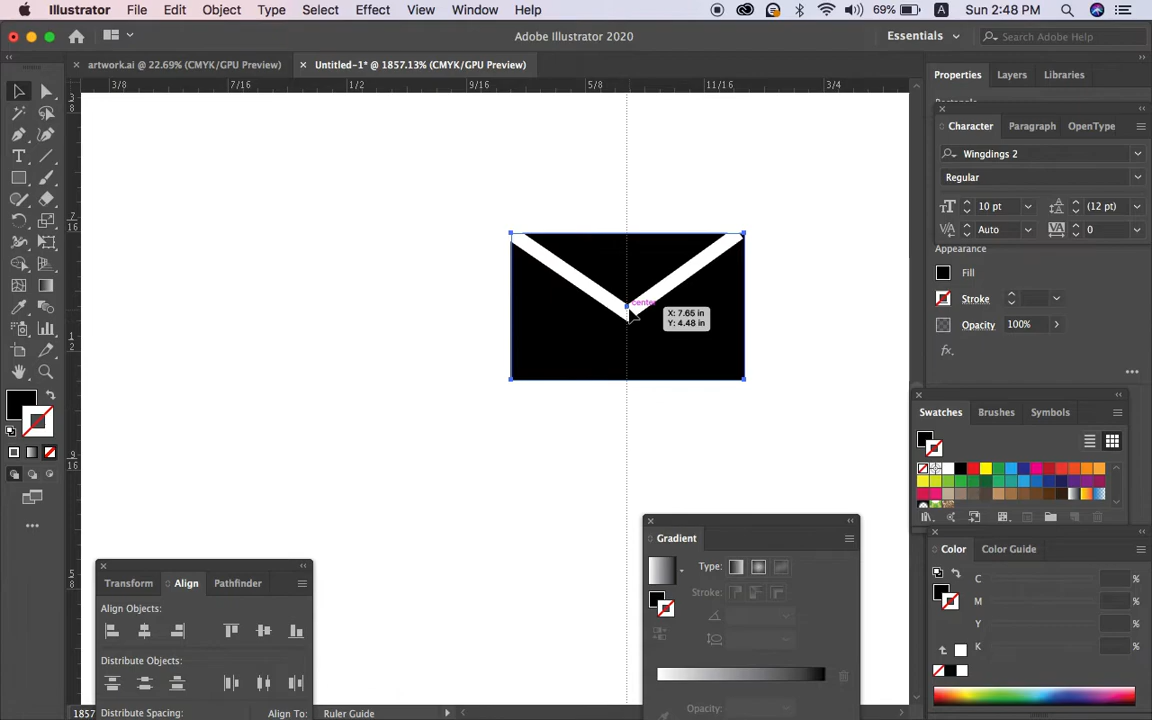 Illustrator File Edit Object Type Select Effect View Window Help 69% A Sun 2:48 PM
Adobe Illustrator 2020 Essentials Search Adobe Help
artwork.ai @ 22.69% (CMYK/GPU Preview) Untitled-1* @ 1857.13% (CMYK/GPU Preview)
3/8 7/16 1/2 9/16 5/8 11/16 3/4
Properties Layers Libraries
Character Paragraph OpenType
Wingdings 2
Regular
10 pt (12 pt)
Auto 0
Appearance
Fill
Stroke
Opacity 100%
fx.
center
X: 7.65 in
Y: 4.48 in
Swatches Brushes Symbols
Color Color Guide
C %
M %
Y %
K %
Gradient
Type:
Stroke:
Opacity:
Transform Align Pathfinder
Align Objects:
Distribute Objects:
Distribute Spacing: Align To:
1857 Ruler Guide